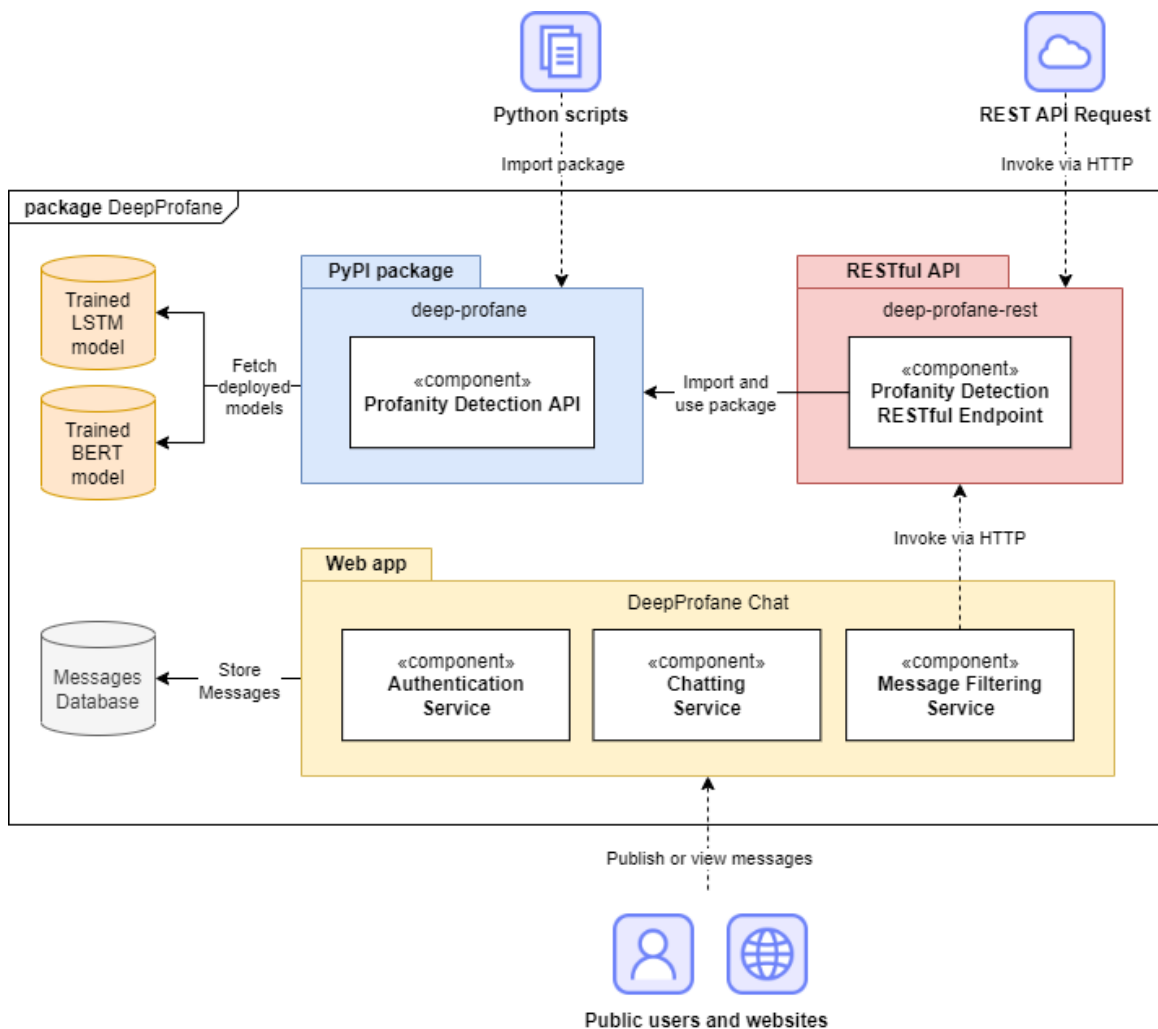 Python scripts
REST API Request
Import package
Invoke via HTTP
package DeepProfane
PyPI package
RESTful API
deep-profane
deep-profane-rest
Trained
LSTM
model
«component»
Profanity Detection API
«component»
Profanity Detection
RESTful Endpoint
Fetch
deployed
models
Import and
use package
Trained
BERT
model
Invoke via HTTP
Web app
DeepProfane Chat
Messages
Database
Store
Messages
«component»
Authentication
Service
«component»
Chatting
Service
«component»
Message Filtering
Service
Publish or view messages
Public users and websites